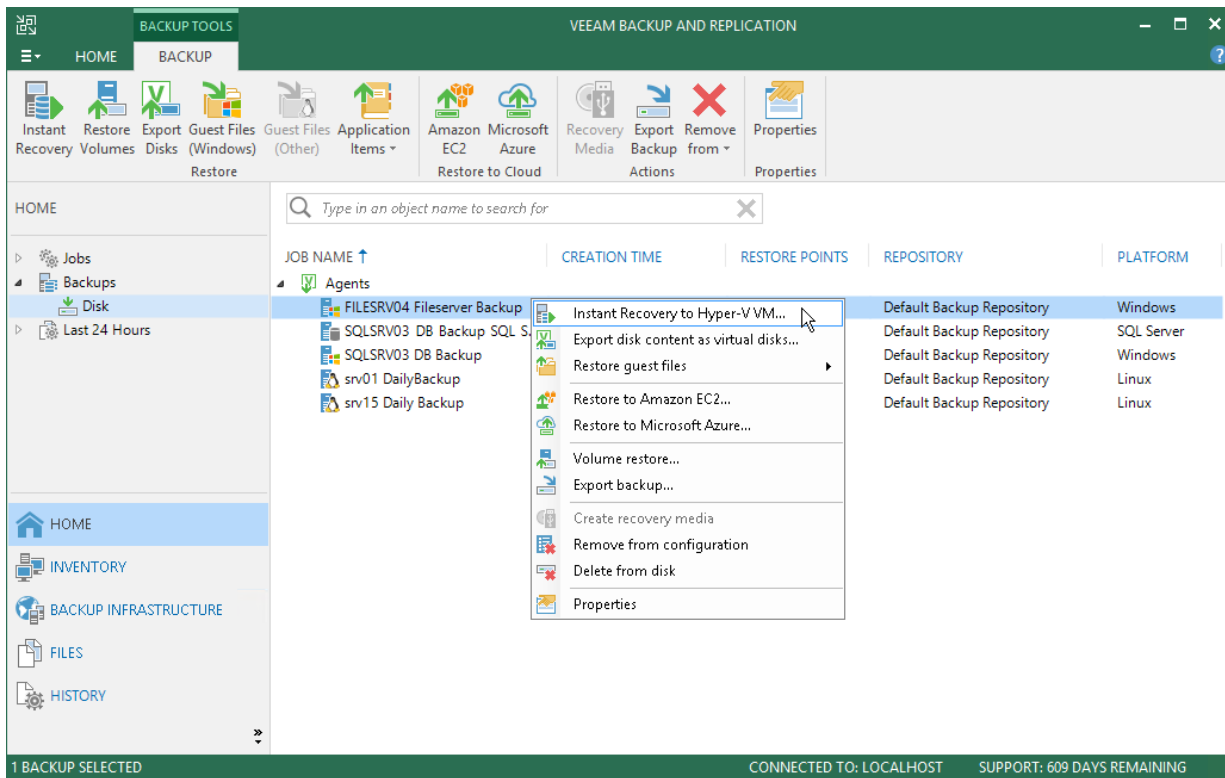 BACKUP TOOLS
VEEAM BACKUP AND REPLICATION
HOME BACKUP
Instant Recovery
Restore Volumes
Export Disks
Guest Files (Windows)
Guest Files (Other)
Application Items
Amazon EC2
Microsoft Azure
Recovery Media
Export Backup
Remove from
Properties
Restore
Restore to Cloud
Actions
Properties
HOME
Jobs
Backups
Disk
Last 24 Hours
Type in an object name to search for
JOB NAME CREATION TIME RESTORE POINTS REPOSITORY PLATFORM
Agents
FILESRV04 Fileserver Backup Default Backup Repository Windows
SQLSRV03 DB Backup SQL S. Default Backup Repository SQL Server
SQLSRV03 DB Backup Default Backup Repository Windows
srv01 DailyBackup Default Backup Repository Linux
srv15 Daily Backup Default Backup Repository Linux
Instant Recovery to Hyper-V VM...
Export disk content as virtual disks...
Restore guest files
Restore to Amazon EC2...
Restore to Microsoft Azure...
Volume restore...
Export backup...
Create recovery media
Remove from configuration
Delete from disk
Properties
HOME
INVENTORY
BACKUP INFRASTRUCTURE
FILES
HISTORY
1 BACKUP SELECTED
CONNECTED TO: LOCALHOST
SUPPORT: 609 DAYS REMAINING